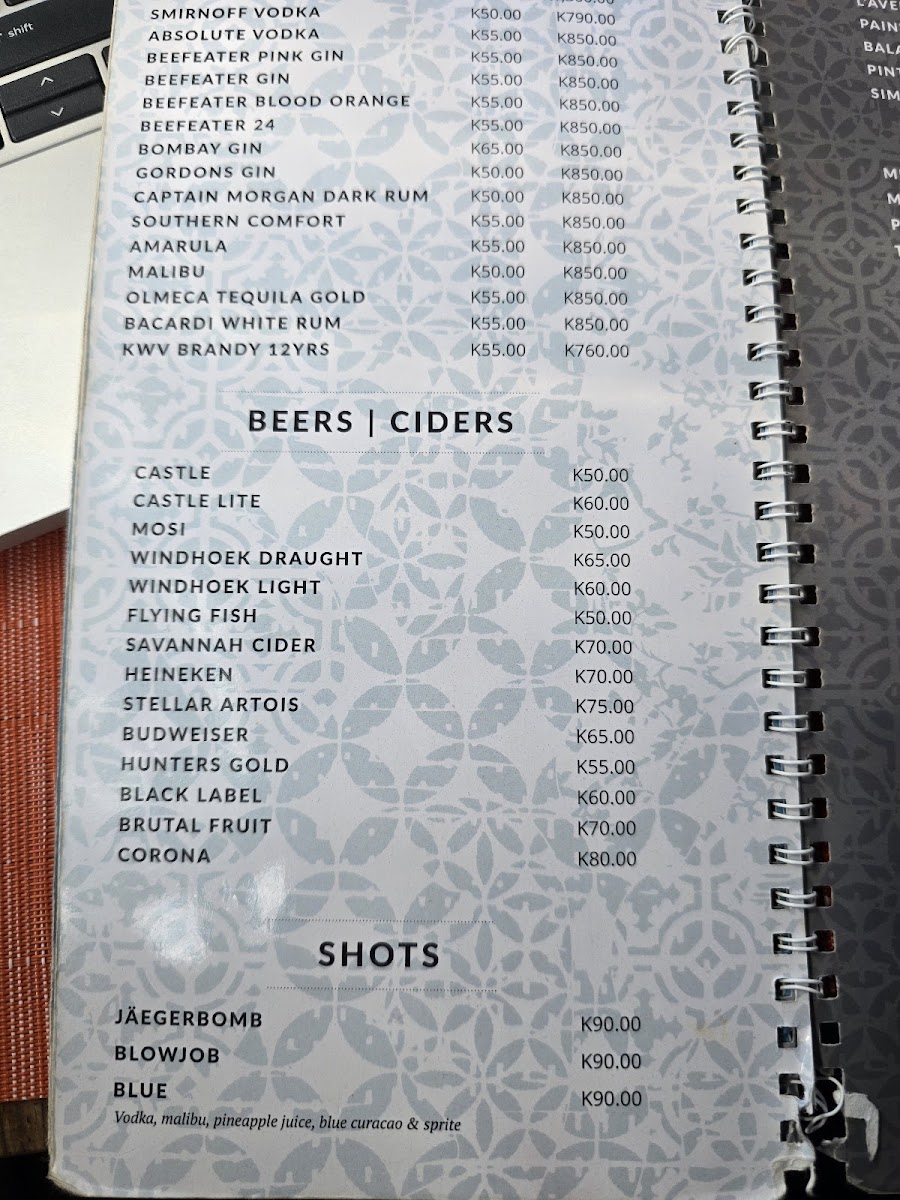 shift
SMIRNOFF VODKA K50.00 K790.00
ABSOLUTE VODKA K55.00 K850.00
BEEFEATER PINK GIN K55.00 K850.00
BEEFEATER GIN K55.00 K850.00
BEEFEATER BLOOD ORANGE K55.00 K850.00
BEEFEATER 24 K55.00 K850.00
BOMBAY GIN K65.00 K850.00
GORDONS GIN K50.00 K850.00
CAPTAIN MORGAN DARK RUM K50.00 K850.00
SOUTHERN COMFORT K55.00 K850.00
AMARULA K55.00 K850.00
MALIBU K50.00 K850.00
OLMECA TEQUILA GOLD K55.00 K850.00
BACARDI WHITE RUM K55.00 K850.00
KWV BRANDY 12YRS K55.00 K760.00
BEERS | CIDERS
CASTLE K50.00
CASTLE LITE K60.00
MOSI K50.00
WINDHOEK DRAUGHT K65.00
WINDHOEK LIGHT K60.00
FLYING FISH K50.00
SAVANNAH CIDER K70.00
HEINEKEN K70.00
STELLAR ARTOIS K75.00
BUDWEISER K65.00
HUNTERS GOLD K55.00
BLACK LABEL K60.00
BRUTAL FRUIT K70.00
CORONA K80.00
SHOTS
JÄEGERBOMB K90.00
BLOWJOB K90.00
BLUE K90.00
Vodka, malibu, pineapple juice, blue curacao & sprite